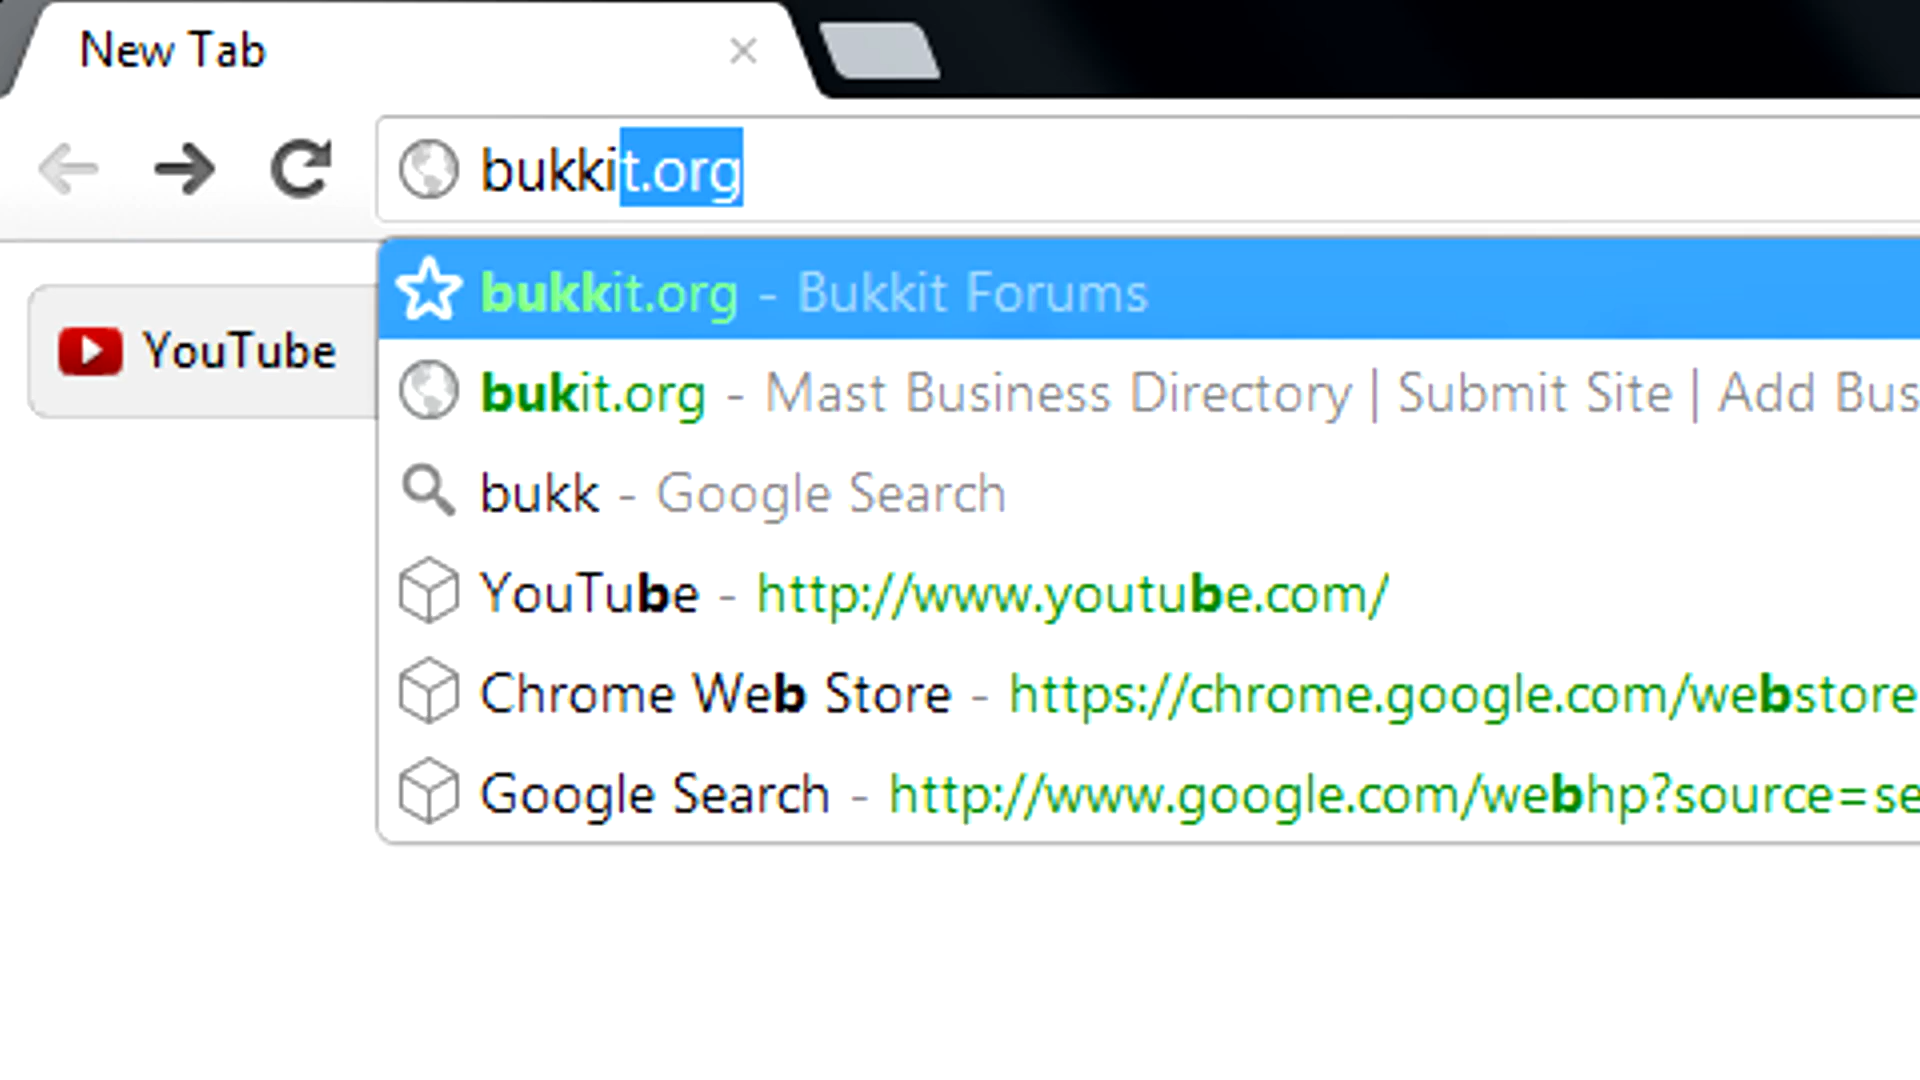 New Tab
bukkit.org
YouTube
bukkit.org - Bukkit Forums
bukit.org - Mast Business Directory | Submit Site | Add Bus
bukk - Google Search
YouTube - http://www.youtube.com/
Chrome Web Store - https://chrome.google.com/webstore
Google Search - http://www.google.com/webhp?source=se